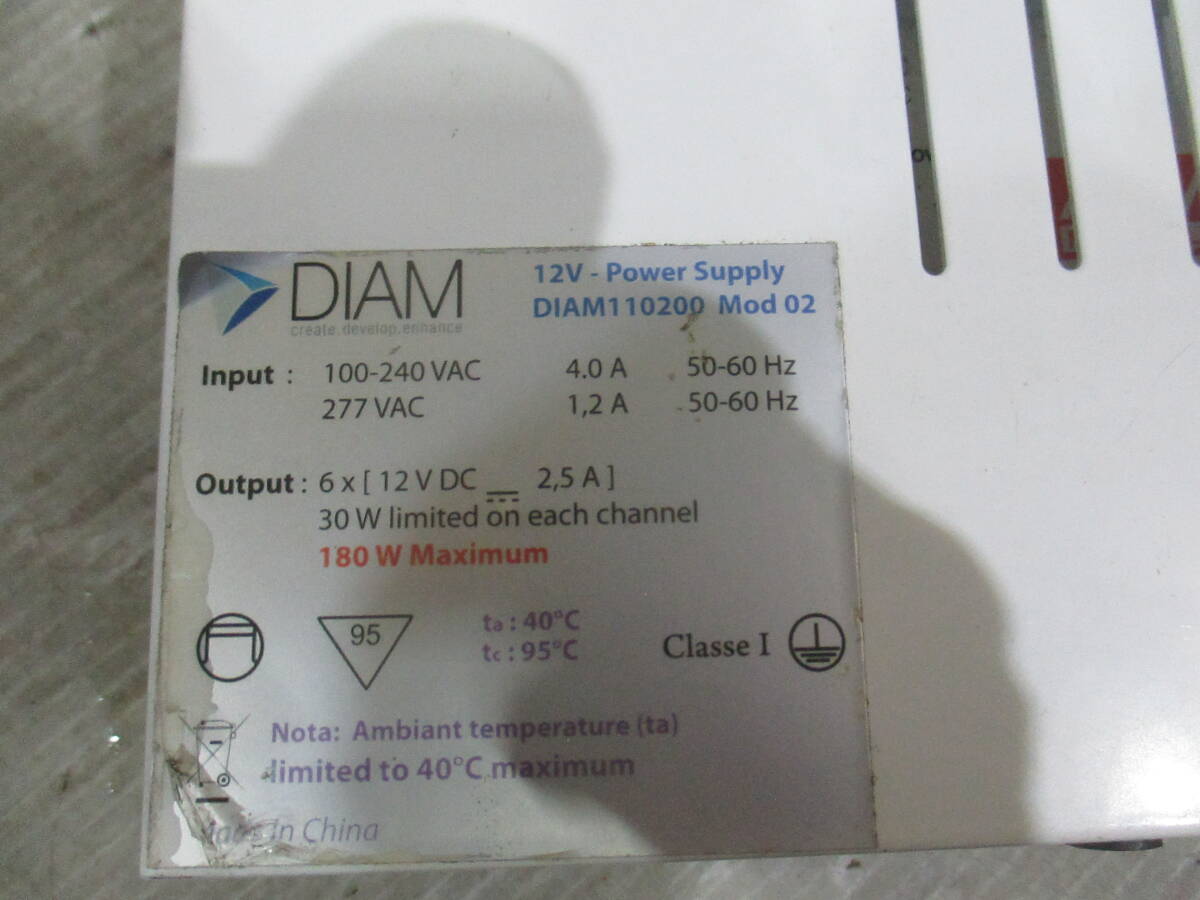 DIAM
create.develop.enhance
12V - Power Supply
DIAM110200 Mod 02
Input : 100-240 VAC 4.0 A 50-60 Hz
277 VAC 1,2 A 50-60 Hz
Output : 6 x [ 12 V DC 2,5 A ]
30 W limited on each channel
180 W Maximum
95
ta : 40°C
tc : 95°C
Classe I
Nota: Ambiant temperature (ta)
limited to 40°C maximum
Made In China